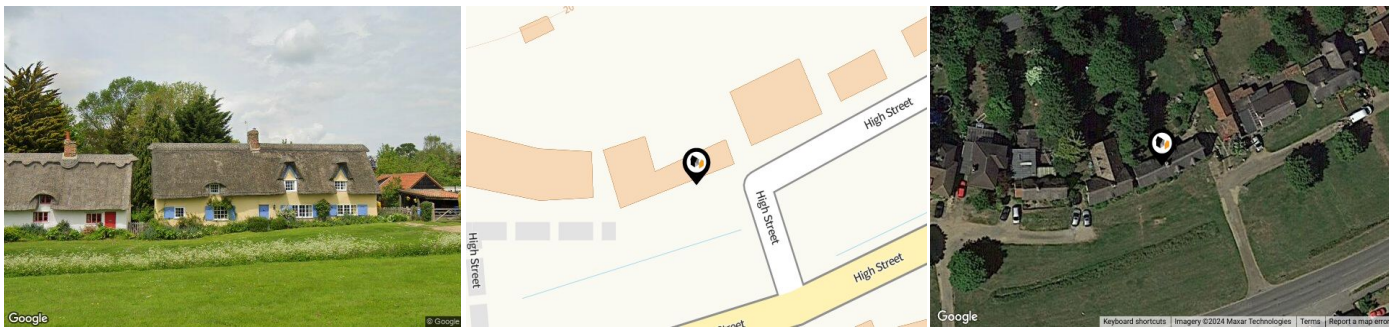 Google
© Google
20
High Street
High Street
High Street
High Street
Street
Google
Keyboard shortcuts
Imagery ©2024 Maxar Technologies
Terms
Report a map error